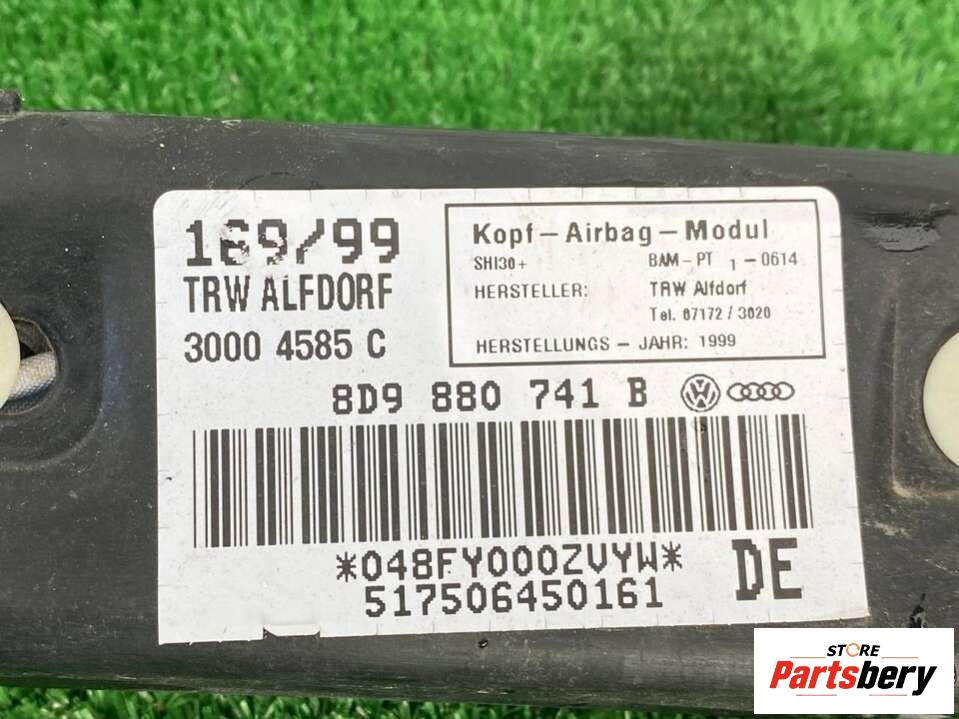 169/99
TRW ALFDORF
3000 4585 C
Kopf-Airbag-Modul
SHI30+ BAM-PT 1-0614
HERSTELLER: TRW Alfdorf
Tel. 07172/3020
HERSTELLUNGS-JAHR: 1999
8D9 880 741 B
*048FY000ZVYW*
517506450161
DE
STORE
Partsbery